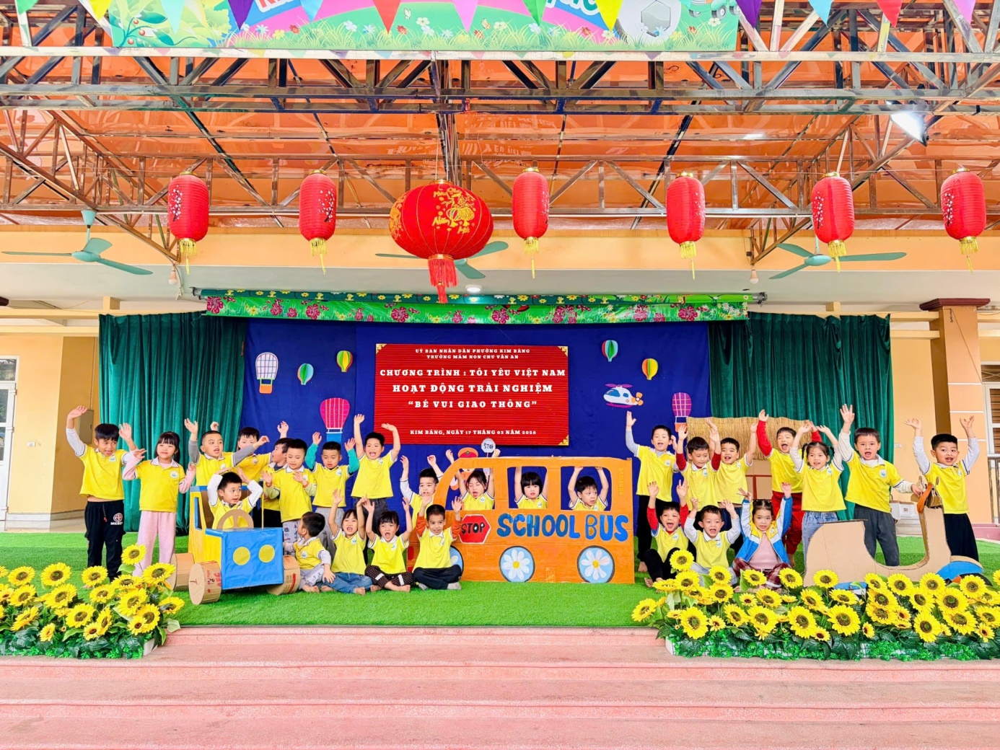 ỦY BAN NHÂN DÂN PHƯỜNG KIM BẢNG
TRƯỜNG MẦM NON CHU VĂN AN
CHƯƠNG TRÌNH : TÔI YÊU VIỆT NAM
HOẠT ĐỘNG TRẢI NGHIỆM
“BÉ VUI GIAO THÔNG”
KIM BẢNG, NGÀY 17 THÁNG 03 NĂM 2026
STOP
STOP
SCHOOL BUS